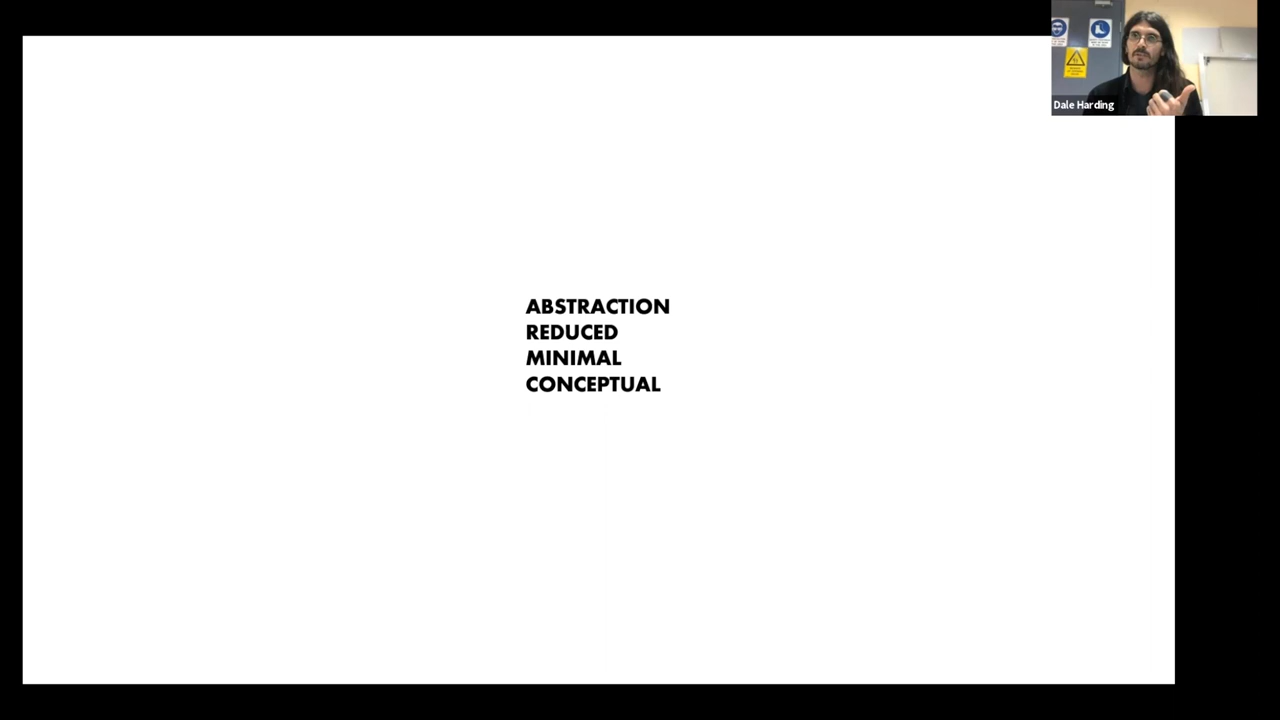 Dale Harding
ABSTRACTION
REDUCED
MINIMAL
CONCEPTUAL